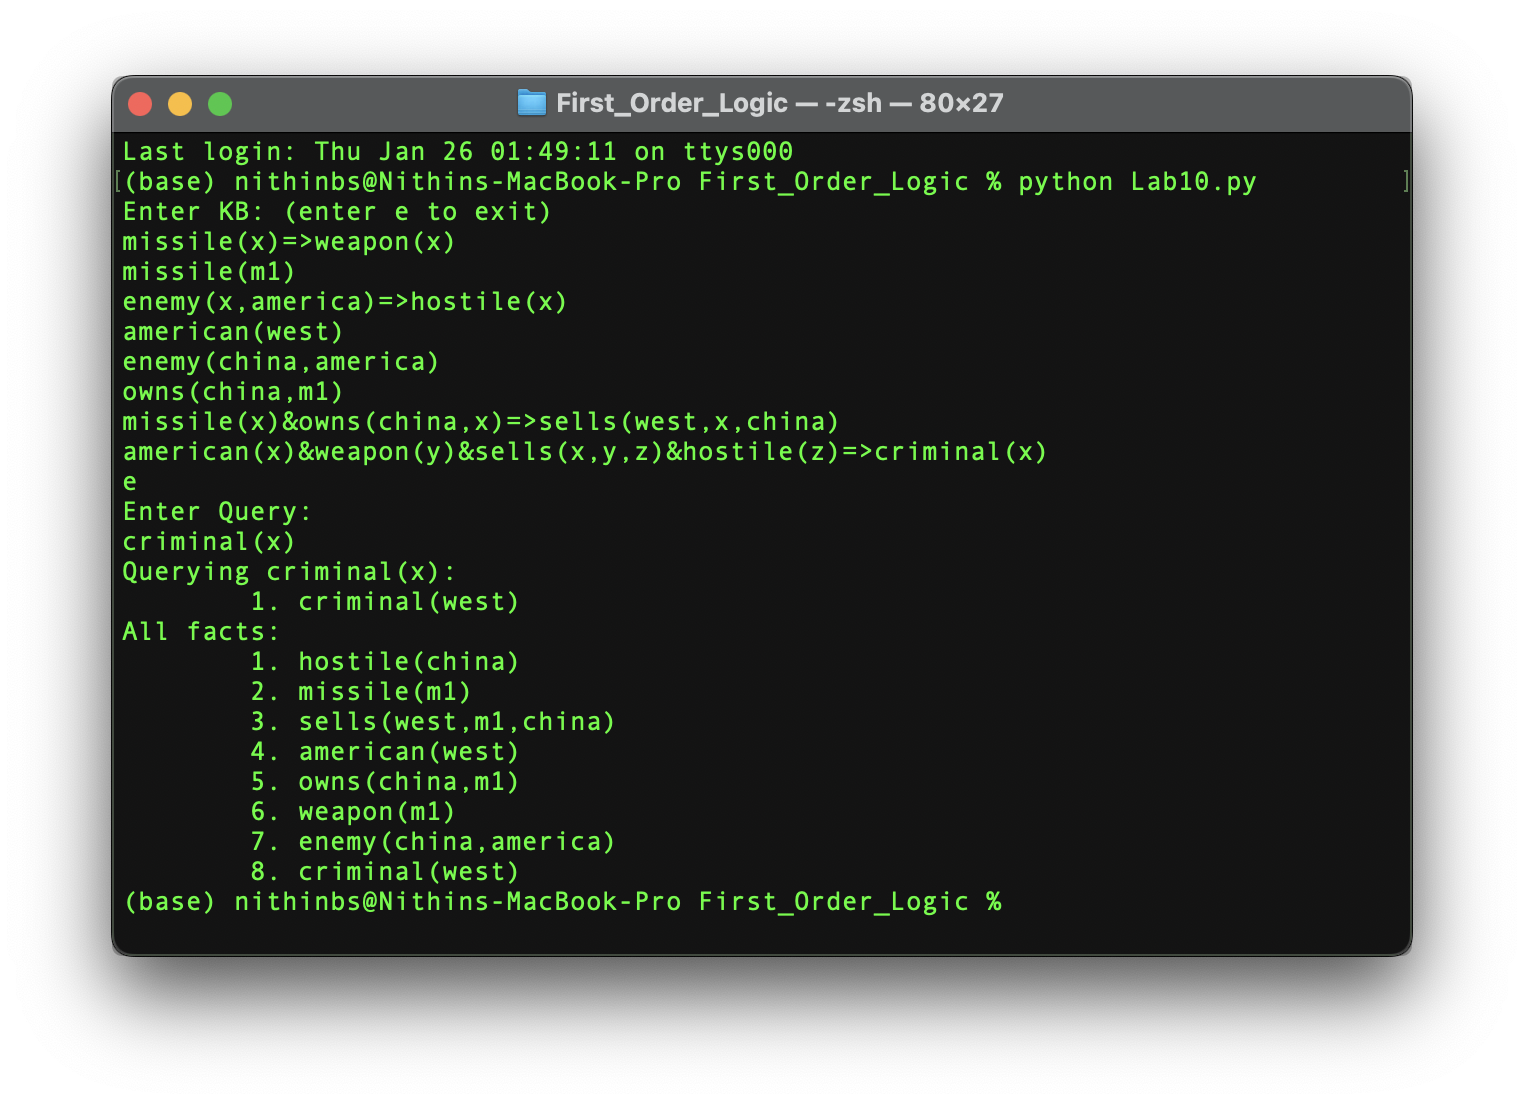 First_Order_Logic — -zsh — 80×27
Last login: Thu Jan 26 01:49:11 on ttys000
[(base) nithinbs@Nithins-MacBook-Pro First_Order_Logic % python Lab10.py ]
Enter KB: (enter e to exit)
missile(x)=>weapon(x)
missile(m1)
enemy(x,america)=>hostile(x)
american(west)
enemy(china,america)
owns(china,m1)
missile(x)&owns(china,x)=>sells(west,x,china)
american(x)&weapon(y)&sells(x,y,z)&hostile(z)=>criminal(x)
e
Enter Query:
criminal(x)
Querying criminal(x):
1. criminal(west)
All facts:
1. hostile(china)
2. missile(m1)
3. sells(west,m1,china)
4. american(west)
5. owns(china,m1)
6. weapon(m1)
7. enemy(china,america)
8. criminal(west)
(base) nithinbs@Nithins-MacBook-Pro First_Order_Logic %